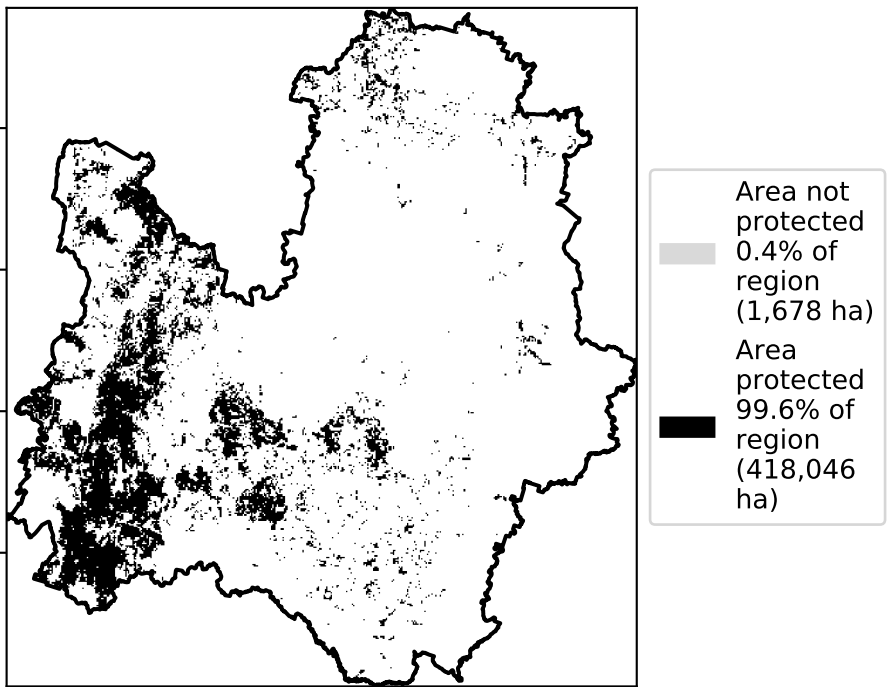 Area not
protected
0.4% of
region
(1,678 ha)
Area
protected
99.6% of
region
(418,046
ha)